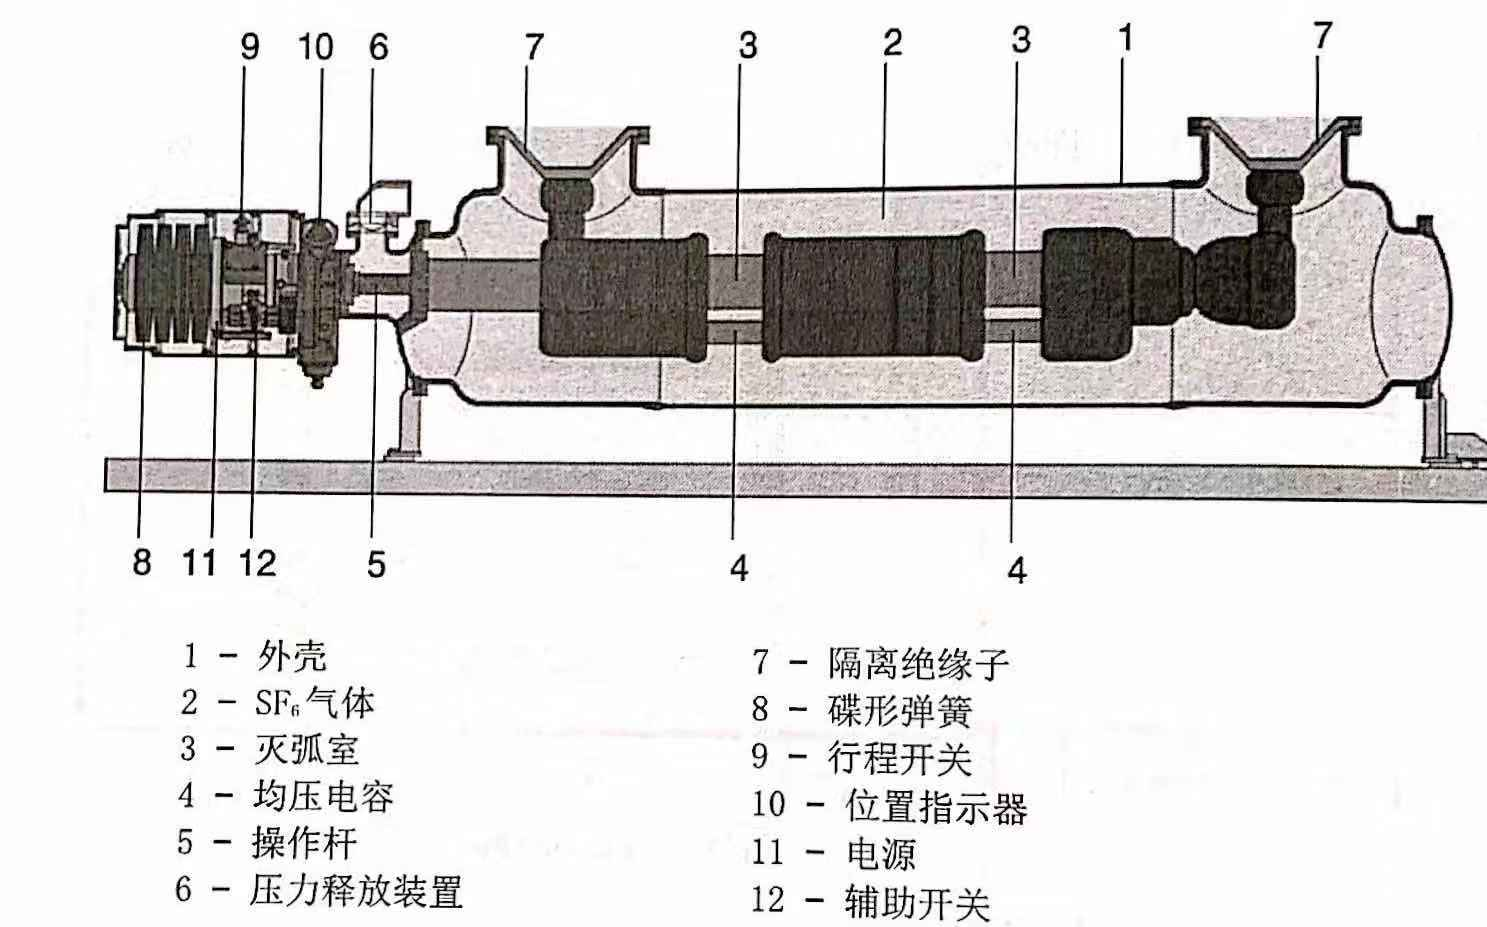 9 10 6 7 3 2 3 1 7
8 11 12 5 4 4
1 - 外壳
2 - SF₆气体
3 - 灭弧室
4 - 均压电容
5 - 操作杆
6 - 压力释放装置
7 - 隔离绝缘子
8 - 碟形弹簧
9 - 行程开关
10 - 位置指示器
11 - 电源
12 - 辅助开关